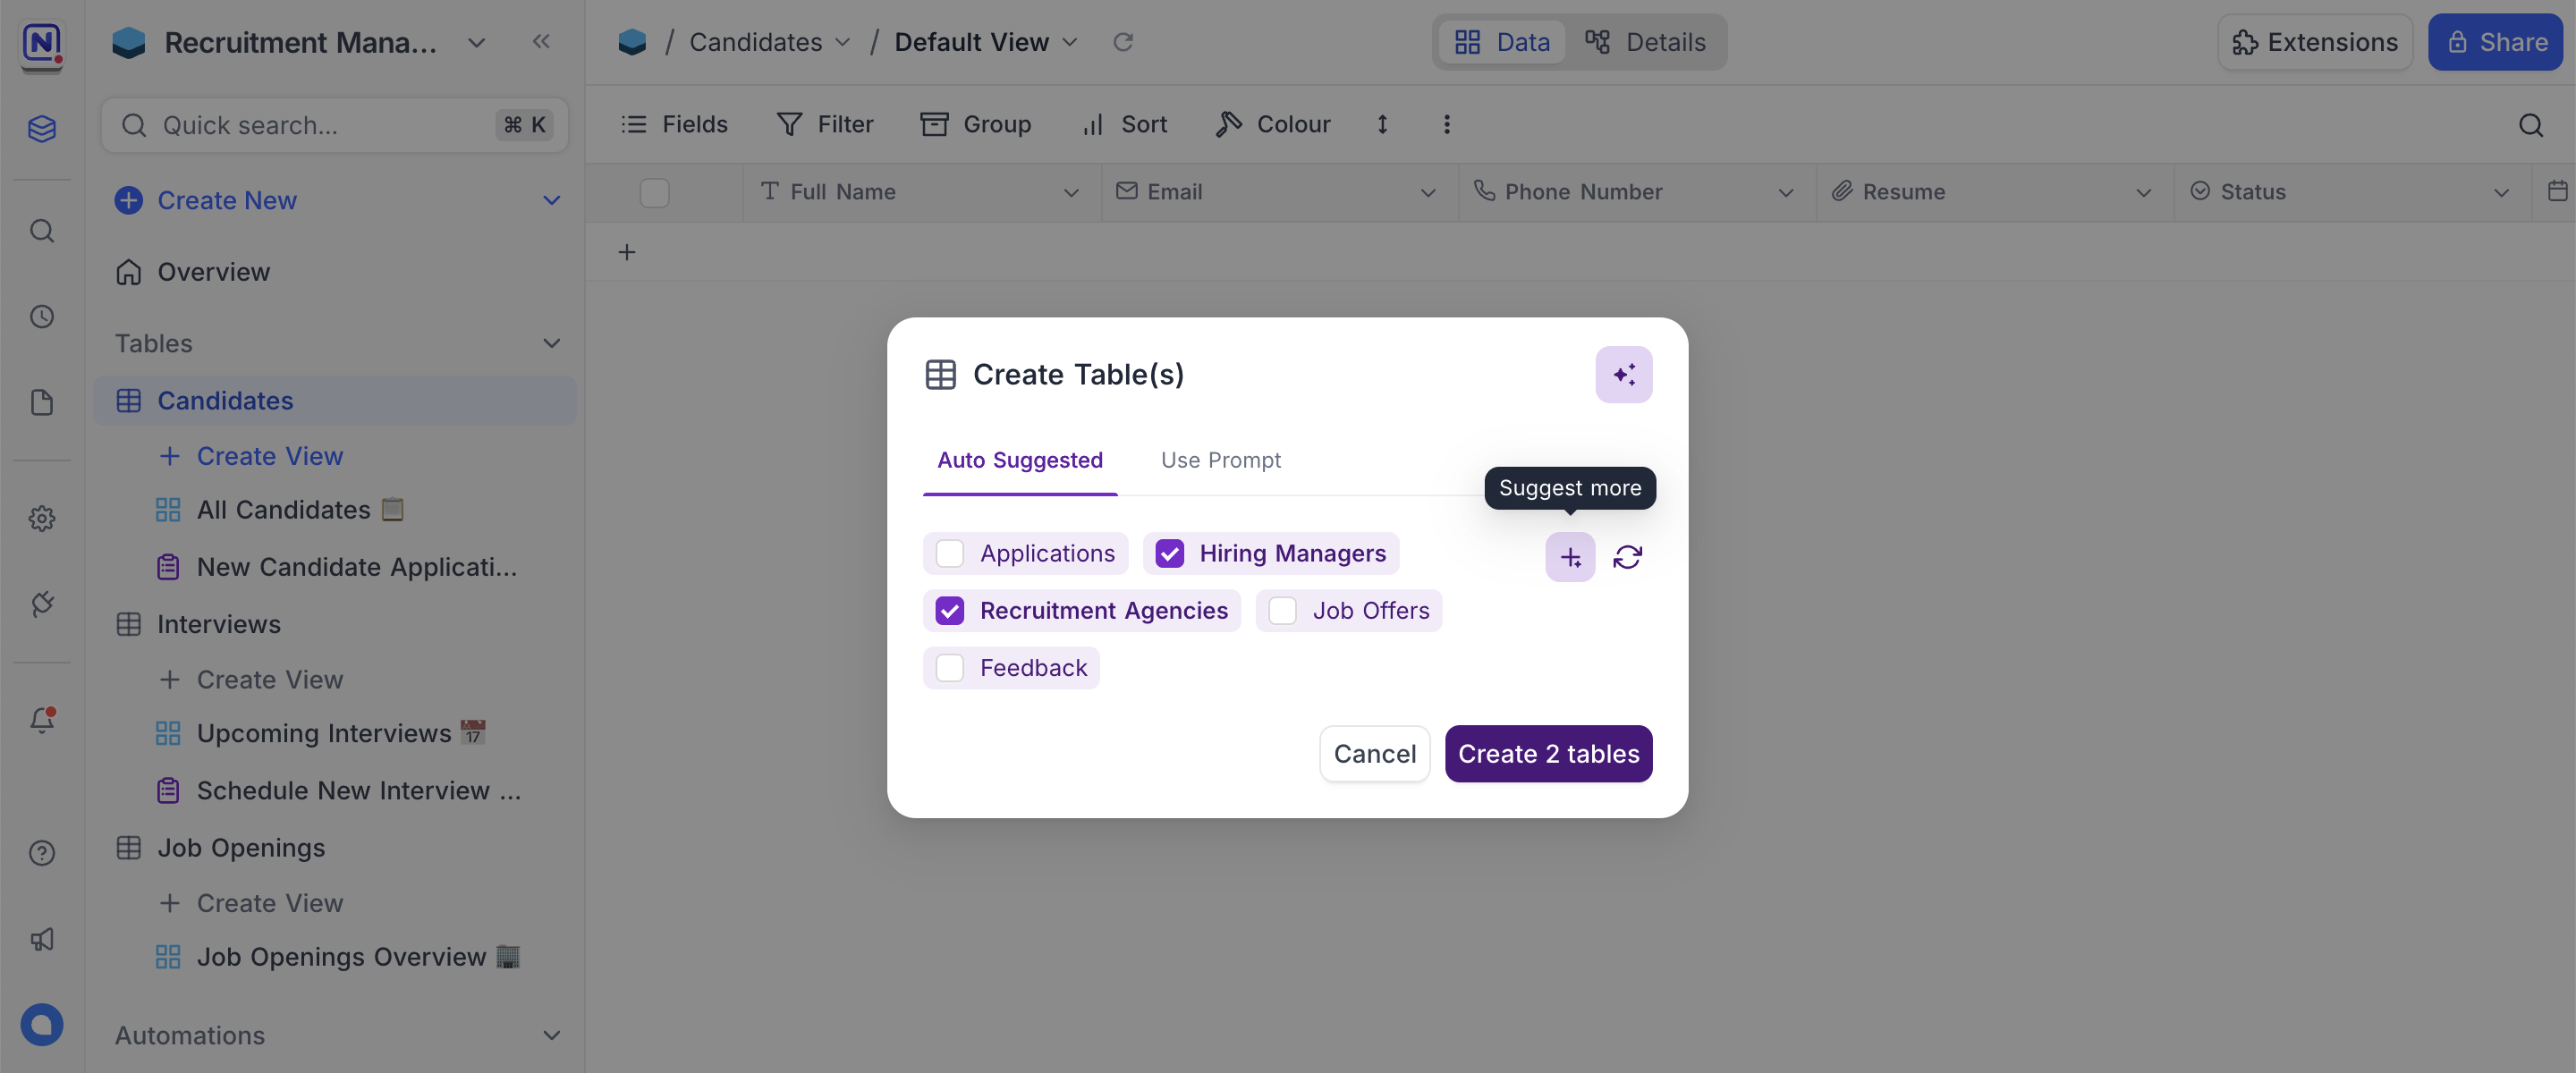 N
Recruitment Mana...
/ Candidates / Default View
Data
Details
Extensions
Share
Quick search...
⌘ K
Fields
Filter
Group
Sort
Colour
Create New
Full Name
Email
Phone Number
Resume
Status
Overview
Tables
Candidates
Create View
All Candidates
New Candidate Applicati...
Interviews
Create View
Upcoming Interviews
17
Schedule New Interview ...
Job Openings
Create View
Job Openings Overview
Automations
Create Table(s)
Auto Suggested
Use Prompt
Suggest more
Applications
Hiring Managers
Recruitment Agencies
Job Offers
Feedback
Cancel
Create 2 tables